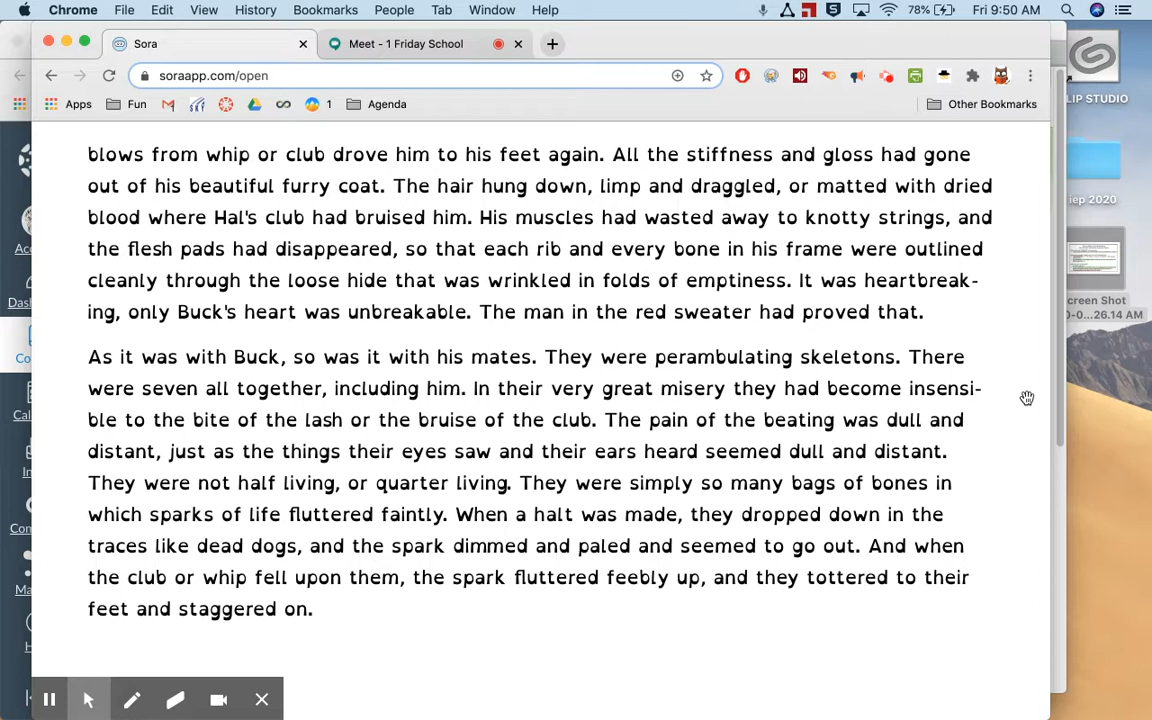 Chrome File Edit View History Bookmarks People Tab Window Help 78% Fri 9:50 AM
Sora Meet - 1 Friday School
soraapp.com/open
Apps Fun 1 Agenda Other Bookmarks
LIP STUDIO
blows from whip or club drove him to his feet again. All the stiffness and gloss had gone
out of his beautiful furry coat. The hair hung down, limp and draggled, or matted with dried
blood where Hal's club had bruised him. His muscles had wasted away to knotty strings, and
the flesh pads had disappeared, so that each rib and every bone in his frame were outlined
cleanly through the loose hide that was wrinkled in folds of emptiness. It was heartbreak-
ing, only Buck's heart was unbreakable. The man in the red sweater had proved that.
As it was with Buck, so was it with his mates. They were perambulating skeletons. There
were seven all together, including him. In their very great misery they had become insensi-
ble to the bite of the lash or the bruise of the club. The pain of the beating was dull and
distant, just as the things their eyes saw and their ears heard seemed dull and distant.
They were not half living, or quarter living. They were simply so many bags of bones in
which sparks of life fluttered faintly. When a halt was made, they dropped down in the
traces like dead dogs, and the spark dimmed and paled and seemed to go out. And when
the club or whip fell upon them, the spark fluttered feebly up, and they tottered to their
feet and staggered on.
iep 2020
creen Shot
0-0...26.14 AM
Acc
Dash
Co
Cal
In
Com
Ma
H